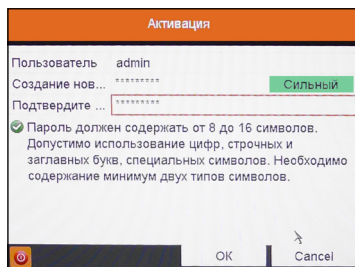 Активация
Пользователь admin
Создание нов... ********* Сильный
Подтвердите ... *********
Пароль должен содержать от 8 до 16 символов.
Допустимо использование цифр, строчных и
заглавных букв, специальных символов. Необходимо
содержание минимум двух типов символов.
OK Cancel